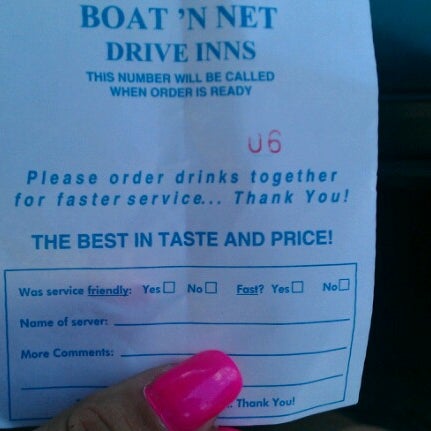 BOAT 'N NET
DRIVE INNS
THIS NUMBER WILL BE CALLED
WHEN ORDER IS READY
06
Please order drinks together
for faster service... Thank You!
THE BEST IN TASTE AND PRICE!
Was service friendly: Yes No Fast? Yes No
Name of server:
More Comments:
.. Thank You!